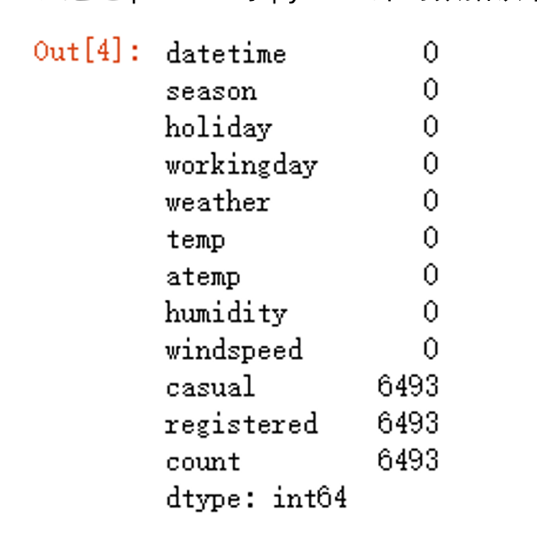 Out[4]: datetime 0
season 0
holiday 0
workingday 0
weather 0
temp 0
atemp 0
humidity 0
windspeed 0
casual 6493
registered 6493
count 6493
dtype: int64